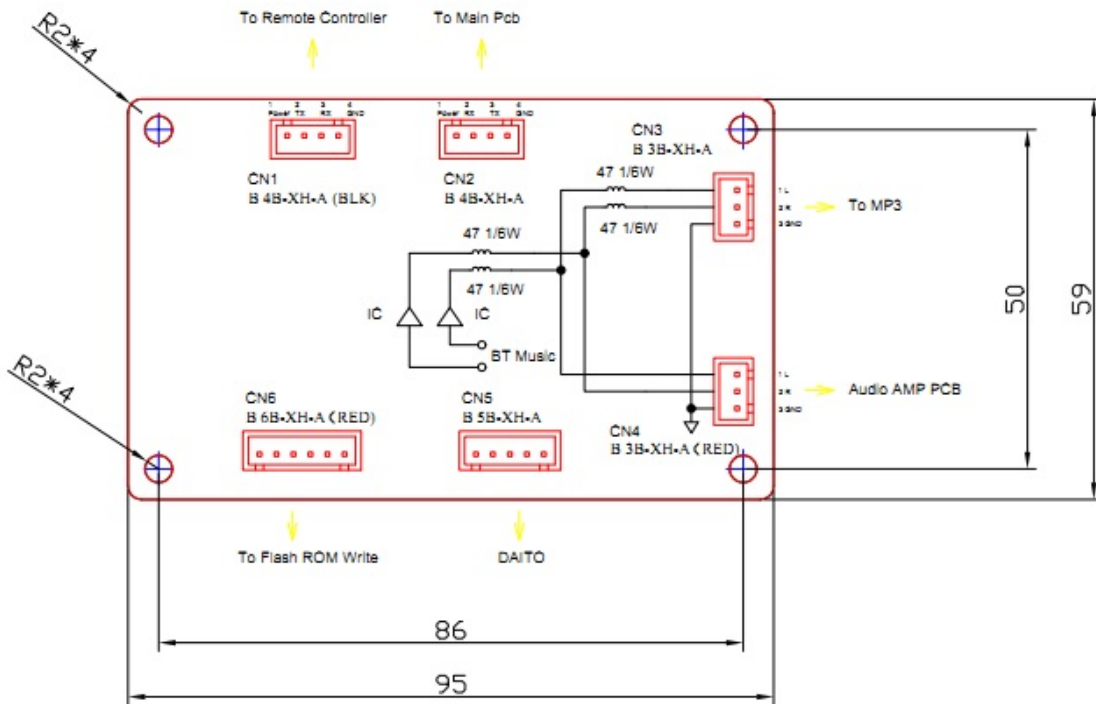 To Remote Controller
To Main Pcb
R2*4
1 2 3 4
Power TX RX GND
1 2 3 4
Power RX TX GND
CN3
B 3B-XH-A
CN1
B 4B-XH-A (BLK)
CN2
B 4B-XH-A
47 1/6W
1 L
2 R
3 GND
To MP3
47 1/6W
47 1/6W
47 1/6W
50
59
IC
IC
BT Music
R2*4
CN6
B 6B-XH-A (RED)
CN5
B 5B-XH-A
1 L
2 R
3 GND
Audio AMP PCB
CN4
B 3B-XH-A (RED)
To Flash ROM Write
DAITO
86
95